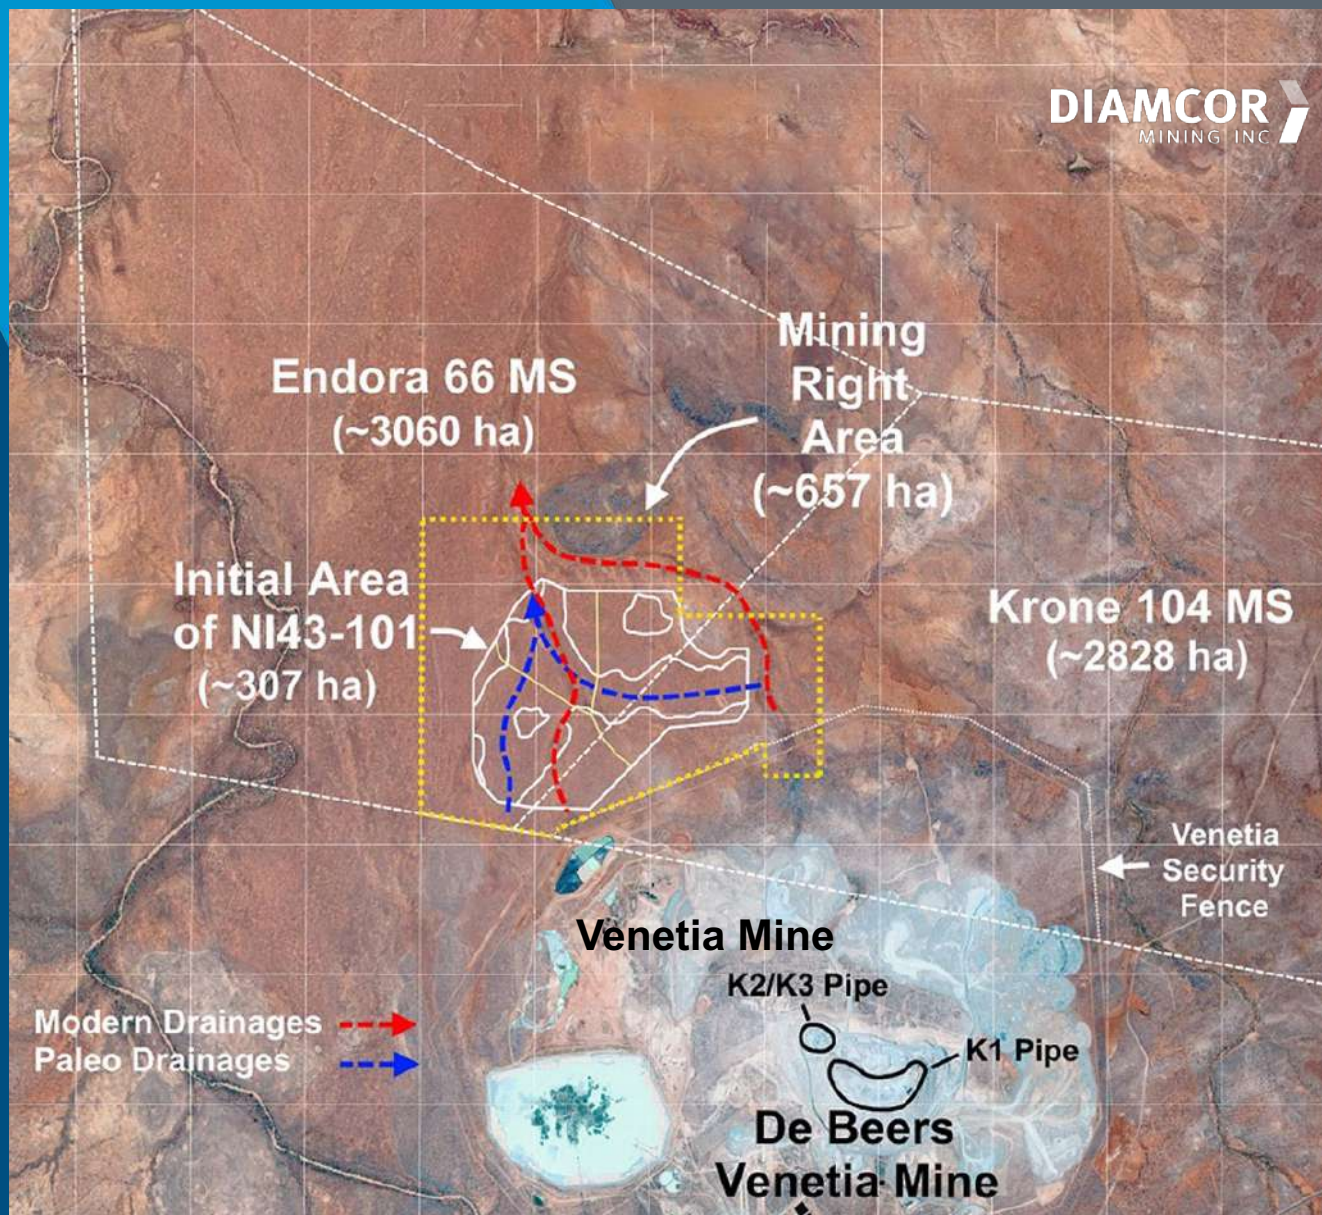 DIAMCOR
MINING INC
Mining
Right
Area
(~657 ha)
Endora 66 MS
(~3060 ha)
Initial Area
of NI43-101
(~307 ha)
Krone 104 MS
(~2828 ha)
Venetia
Security
Fence
Venetia Mine
K2/K3 Pipe
K1 Pipe
De Beers
Venetia Mine
Modern Drainages
Paleo Drainages